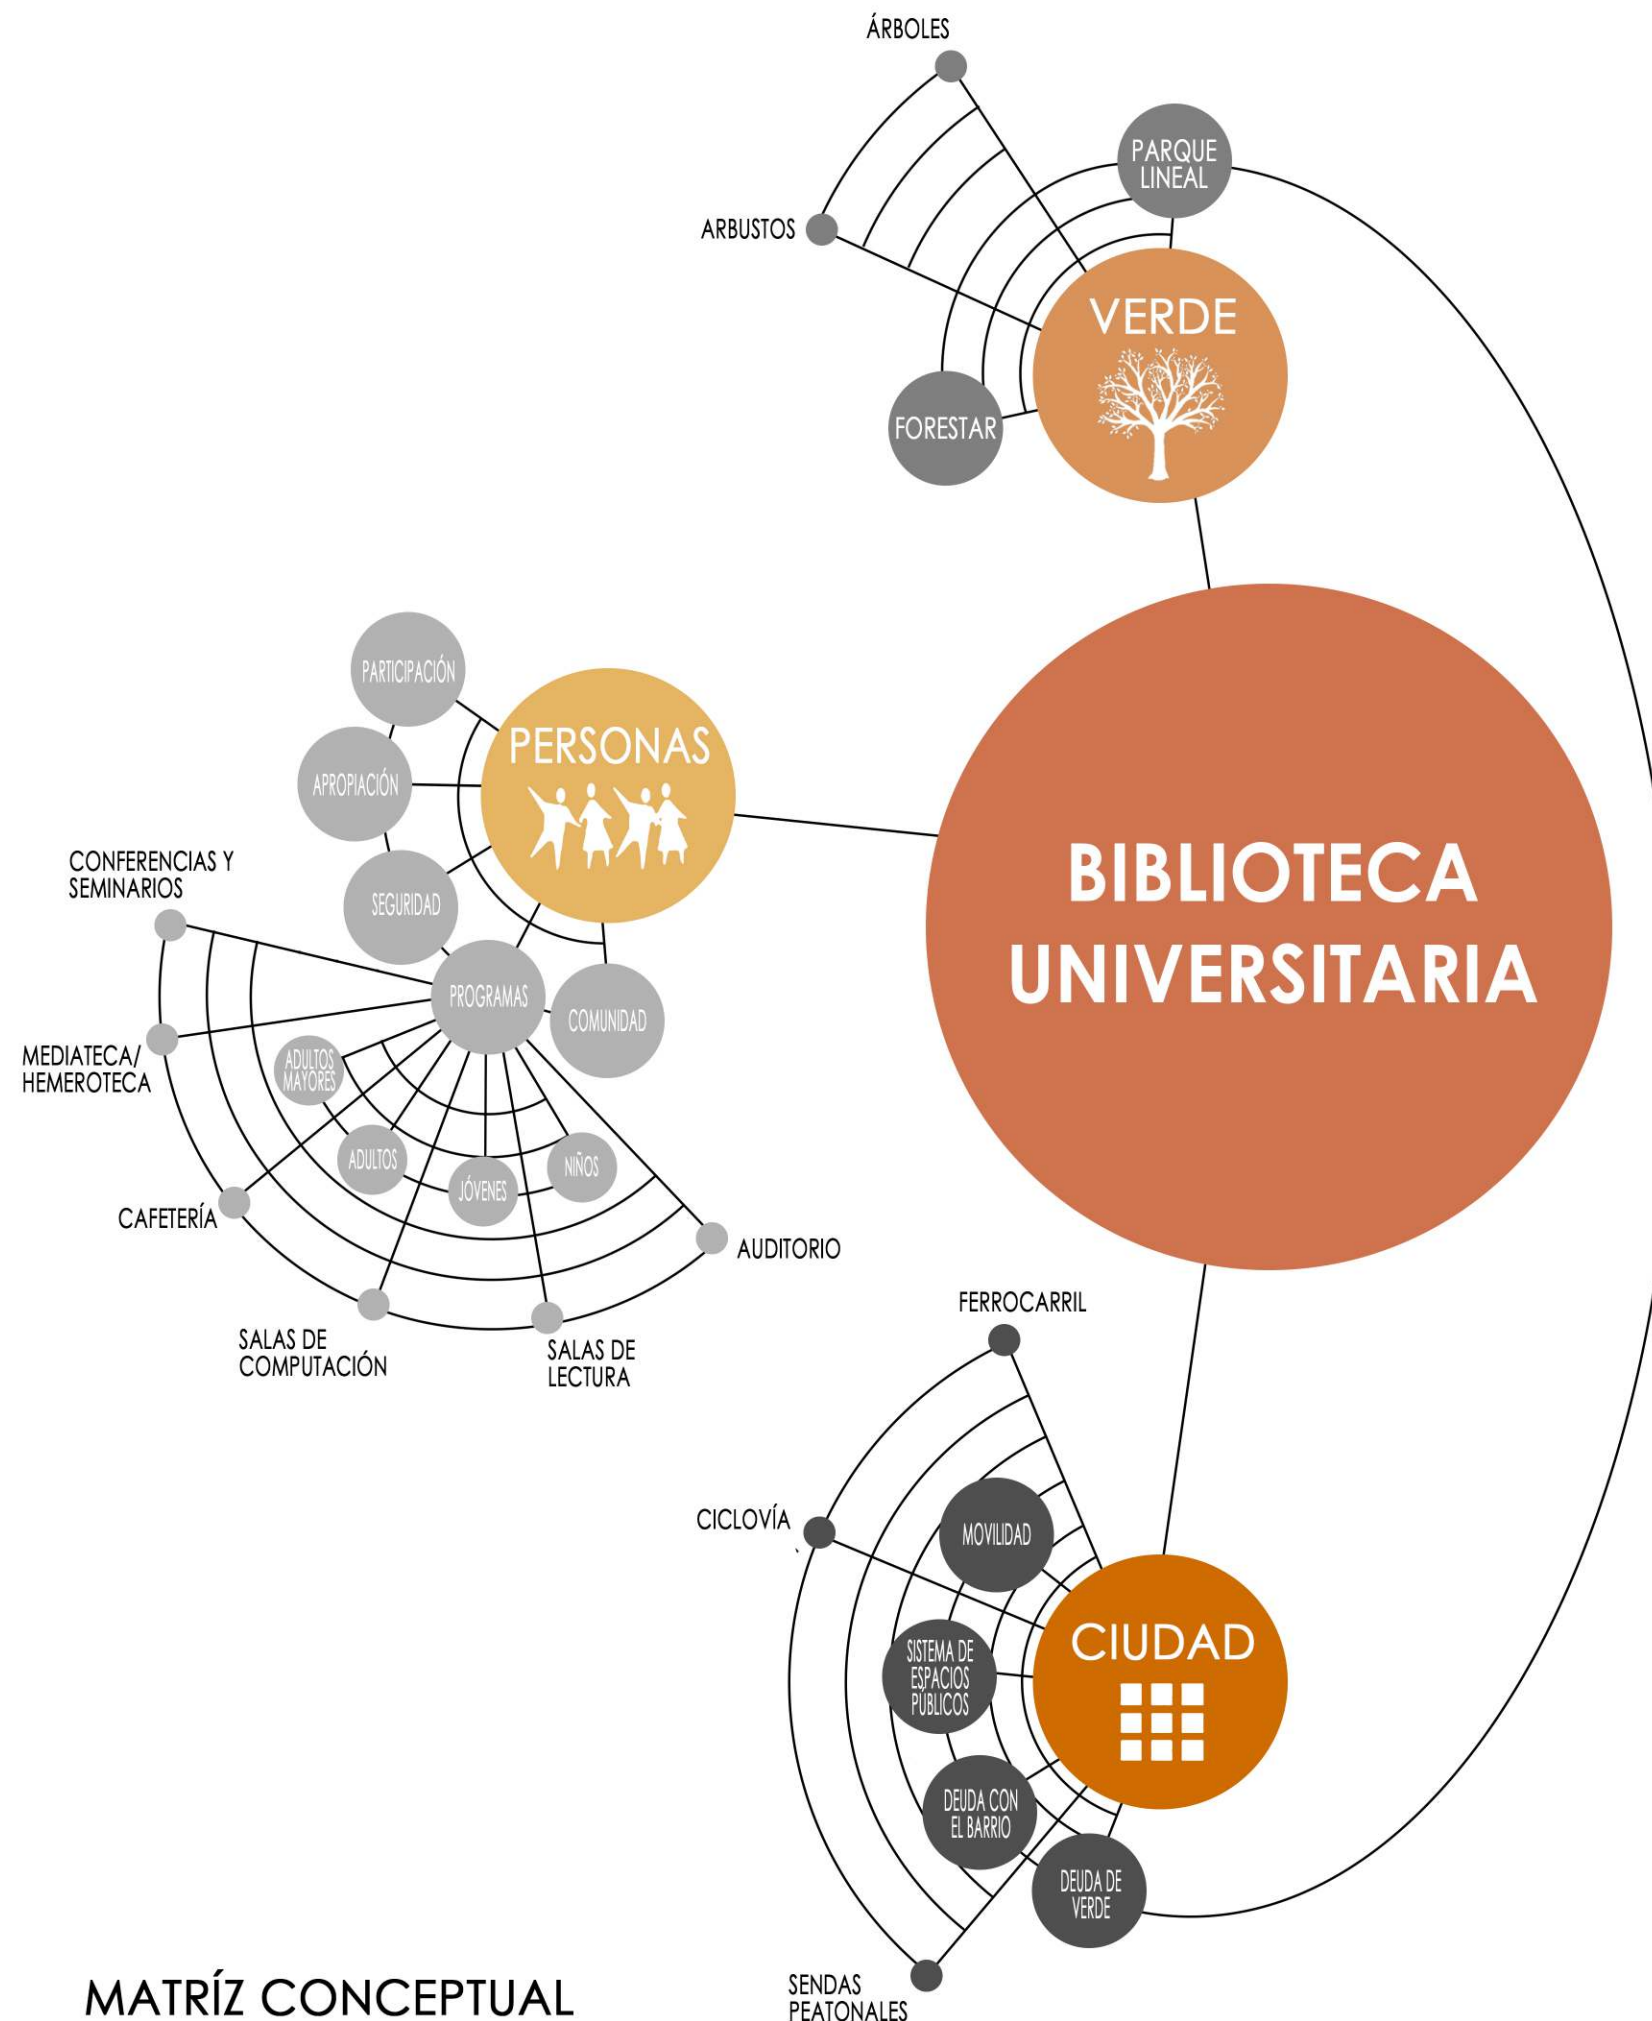 ÁRBOLES
PARQUE
LINEAL
ARBUSTOS
VERDE
FORESTAR
PARTICIPACIÓN
PERSONAS
APROPIACIÓN
CONFERENCIAS Y
SEMINARIOS
SEGURIDAD
BIBLIOTECA
UNIVERSITARIA
PROGRAMAS
COMUNIDAD
MEDIATECA/
HEMEROTECA
ADULTOS
MAYORES
ADULTOS
JÓVENES
NIÑOS
CAFETERÍA
AUDITORIO
SALAS DE
COMPUTACIÓN
SALAS DE
LECTURA
FERROCARRIL
CICLOVÍA
MOVILIDAD
CIUDAD
SISTEMA DE
ESPACIOS
PÚBLICOS
DEUDA CON
EL BARRIO
DEUDA DE
VERDE
SENDAS
PEATONALES
MATRÍZ CONCEPTUAL